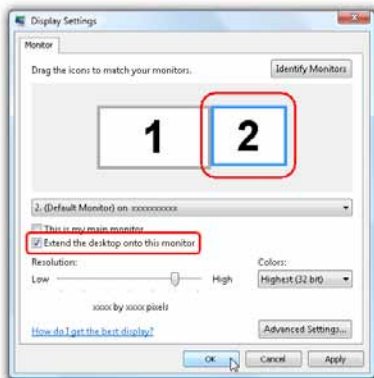 Display Settings
Monitor
Drag the icons to match your monitors.
Identify Monitors
1 2
2. (Default Monitor) on xxxxxxxxxx
This is my main monitor
Extend the desktop onto this monitor
Resolution:
Colors:
Low High
Highest (32 bit)
xxxx by xxxx pixels
How do I get the best display?
Advanced Settings...
OK Cancel Apply